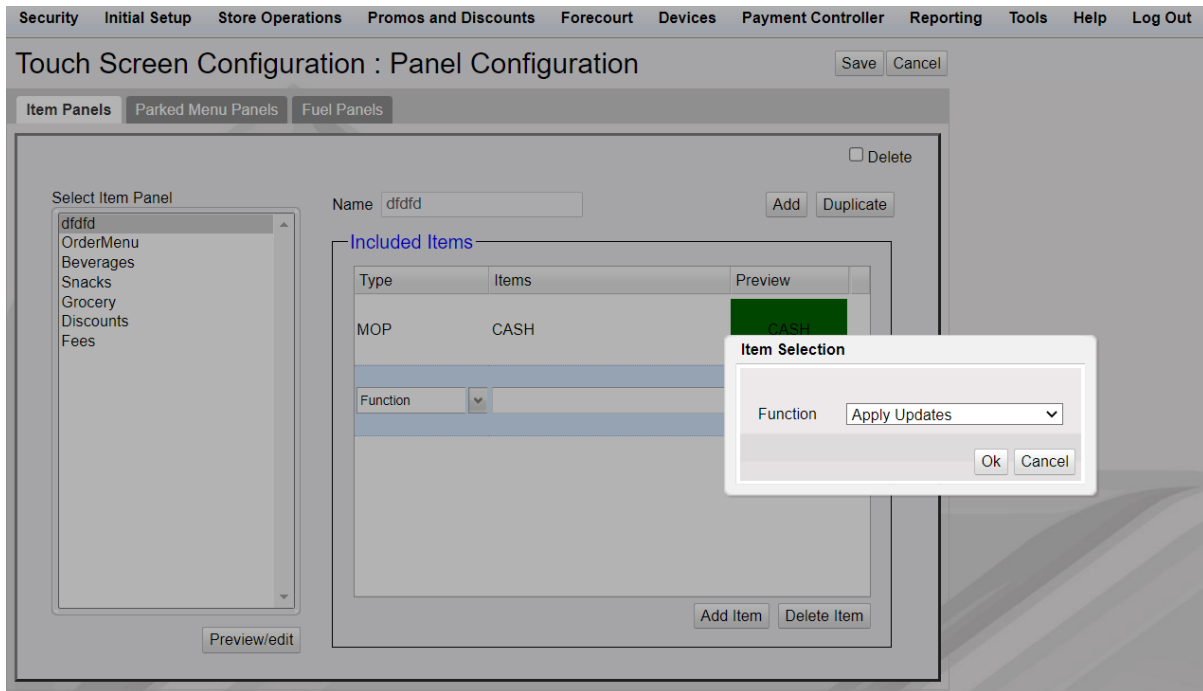 Security Initial Setup Store Operations Promos and Discounts Forecourt Devices Payment Controller Reporting Tools Help Log Out
Touch Screen Configuration : Panel Configuration Save Cancel
Item Panels Parked Menu Panels Fuel Panels
Delete
Select Item Panel
dfdfd
OrderMenu
Beverages
Snacks
Grocery
Discounts
Fees
Preview/edit
Name dfdfd Add Duplicate
Included Items
Type Items Preview
MOP CASH CASH
Function
Add Item Delete Item
Item Selection
Function Apply Updates
Ok Cancel